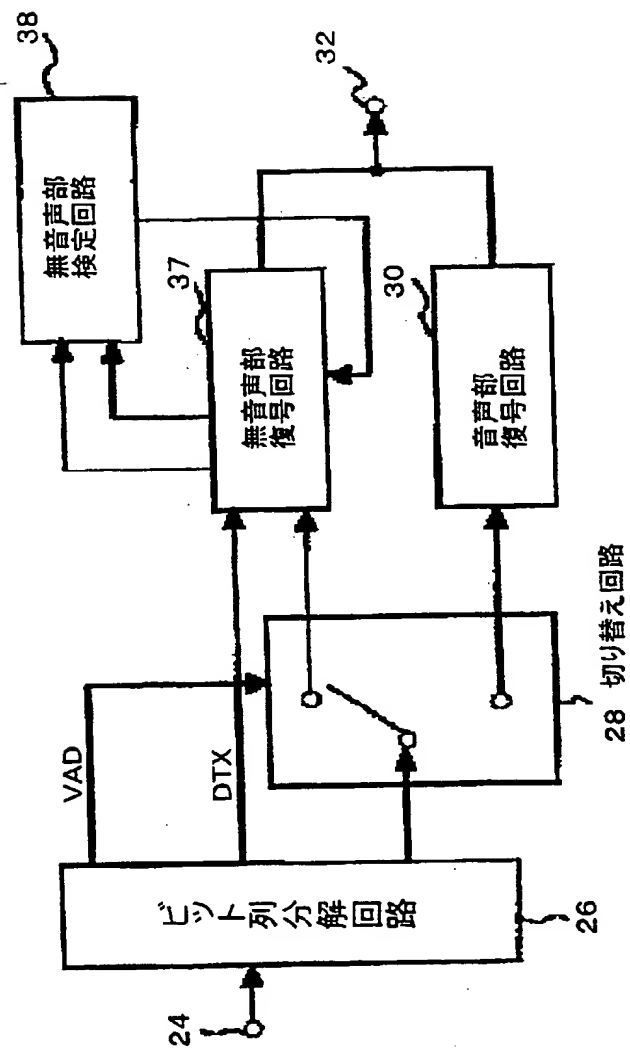 24
ビット列分解回路
26
VAD
DTX
28 切り替え回路
無音声部
復号回路
37
無音声部
検定回路
38
音声部
復号回路
30
32